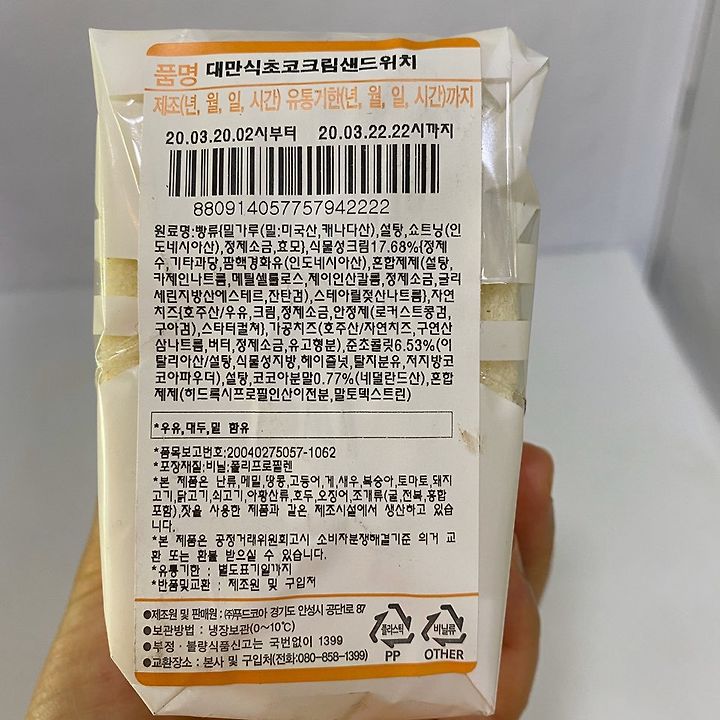 품명 대만식초코크림샌드위치
제조(년, 월, 일, 시간) 유통기한(년, 월, 일, 시간)까지
20.03.20.02시부터 20.03.22.22시까지
8809140577579422222
원료명:빵류{밀가루(밀:미국산,캐나다산),설탕,쇼트닝(인
도네시아산),정제소금,효모},식물성크림17.68%{정제
수,기타과당,팜핵경화유(인도네시아산),혼합제제(설탕,
카제인나트륨,메틸셀룰로스,제이인산칼륨,정제소금,글리
세린지방산에스테르,잔탄검),스테아릴젖산나트륨},자연
치즈{호주산/우유,크림,정제소금,안정제(로커스트콩검,
구아검),스타터컬쳐},가공치즈(호주산/자연치즈,구연산
삼나트륨,버터,정제소금,유고형분),준초콜릿6.53%(이
탈리아산/설탕,식물성지방,헤이즐넛,탈지분유,저지방코
코아파우더),설탕,코코아분말0.77%(네덜란드산),혼합
제제(히드록시프로필인산이전분,말토덱스트린)
*우유,대두,밀 함유
*품목보고번호:20040275057-1062
*포장재질:비닐:폴리프로필렌
*본 제품은 난류,메밀,땅콩,고등어,게,새우,복숭아,토마토,돼지
고기,닭고기,쇠고기,아황산류,호두,오징어,조개류(굴,전복,홍합
포함),잣을 사용한 제품과 같은 제조시설에서 생산하고 있습
니다.
*본 제품은 공정거래위원회고시 소비자분쟁해결기준 의거 교
환 또는 환불 받으실 수 있습니다.
*유통기한 : 별도표기일까지
*반품및교환 : 제조원 및 구입처
●제조원 및 판매원 : ㈜푸드코아 경기도 안성시 공단1로 87
●보관방법 : 냉장보관(0~10℃)
●부정·불량식품신고는 국번없이 1399
●교환장소 : 본사 및 구입처(전화:080-858-1399)
플라스틱 비닐류
PP OTHER